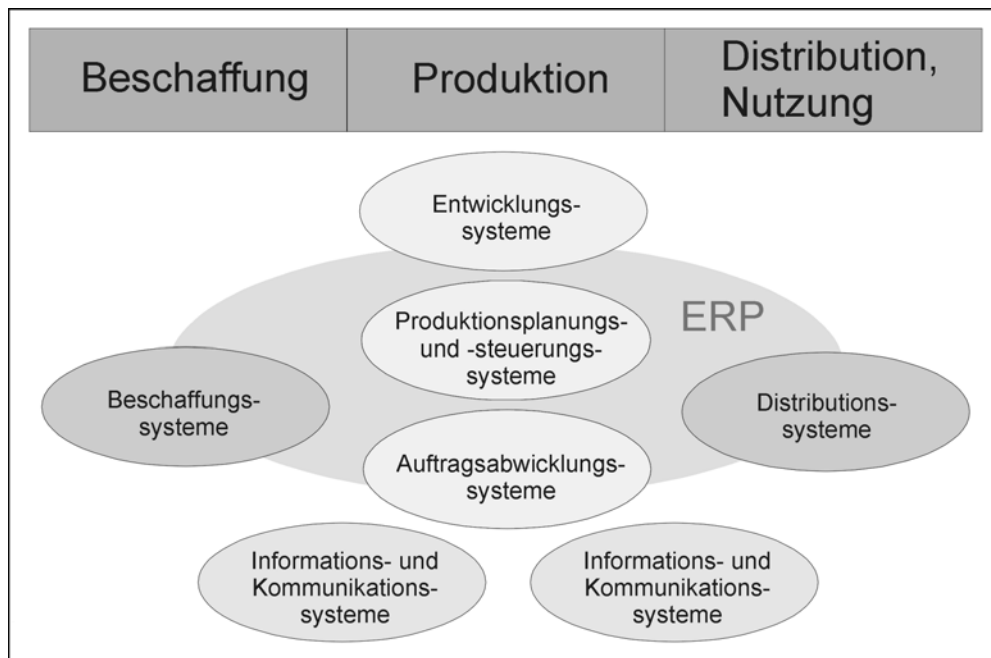 Beschaffung
Produktion
Distribution,
Nutzung
Entwicklungs-
systeme
Produktionsplanungs-
und -steuerungs-
systeme
ERP
Beschaffungs-
systeme
Distributions-
systeme
Auftragsabwicklungs-
systeme
Informations- und
Kommunikations-
systeme
Informations- und
Kommunikations-
systeme